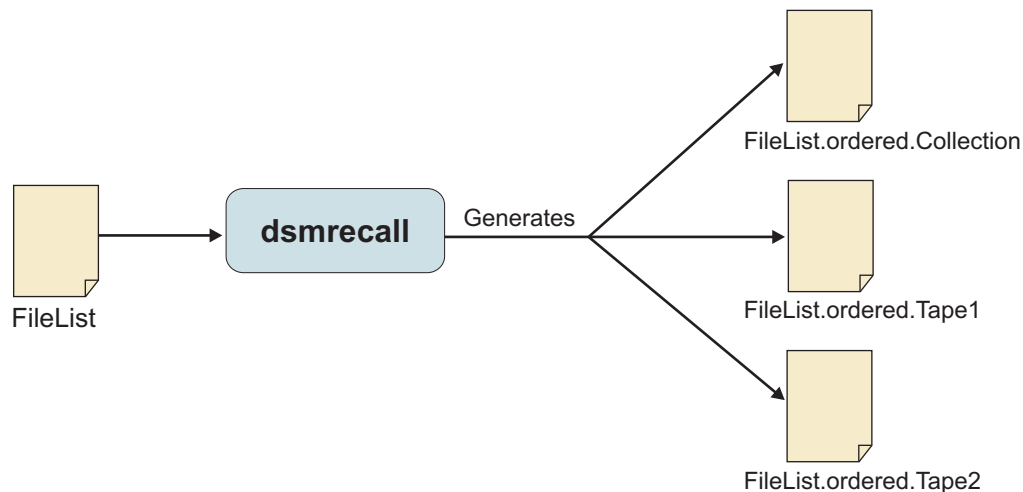 FileList
dsmrecall
Generates
FileList.ordered.Collection
FileList.ordered.Tape1
FileList.ordered.Tape2